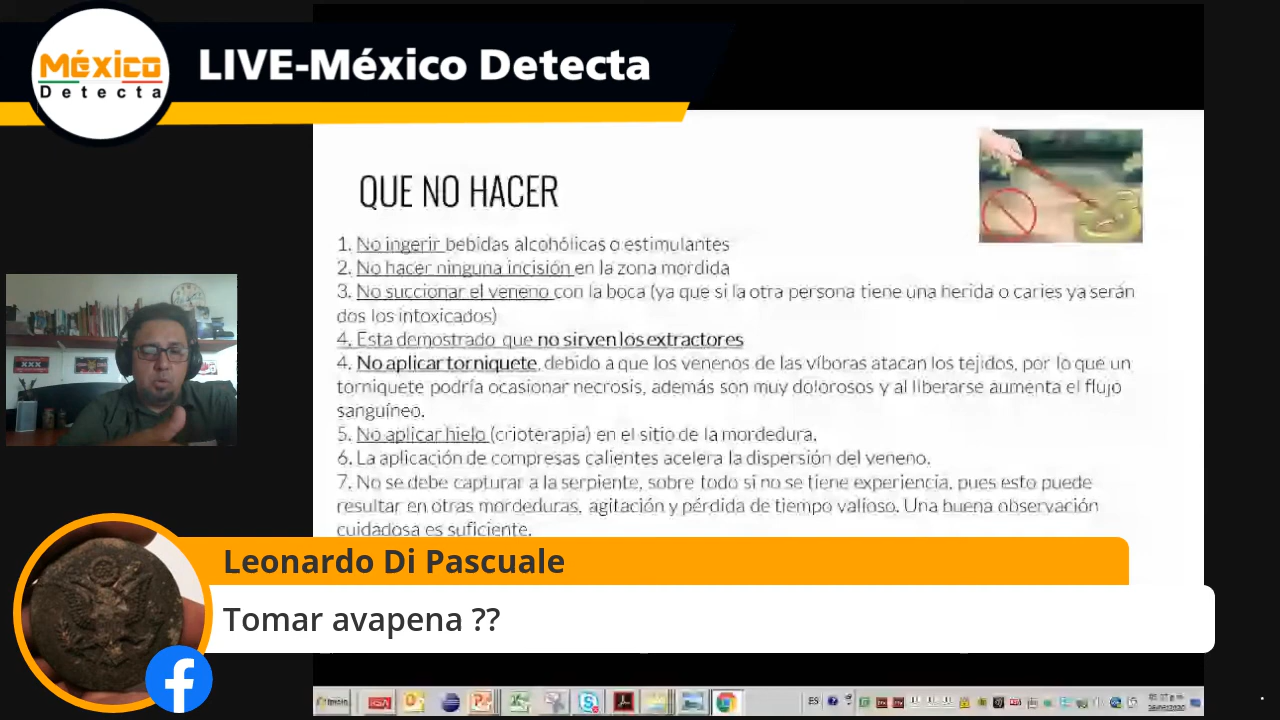 México
Detecta
LIVE-México Detecta
QUE NO HACER
1. No ingerir bebidas alcohólicas o estimulantes
2. No hacer ninguna incisión en la zona mordida
3. No succionar el veneno con la boca (ya que si la otra persona tiene una herida o caries ya serán
dos los intoxicados)
4. Esta demostrado que no sirven los extractores
4. No aplicar torniquete, debido a que los venenos de las víboras atacan los tejidos, por lo que un
torniquete podría ocasionar necrosis, además son muy dolorosos y al liberarse aumenta el flujo
sanguíneo.
5. No aplicar hielo (crioterapia) en el sitio de la mordedura.
6. La aplicación de compresas calientes acelera la dispersión del veneno.
7. No se debe capturar a la serpiente, sobre todo si no se tiene experiencia, pues esto puede
resultar en otras mordeduras, agitación y pérdida de tiempo valioso. Una buena observación
cuidadosa es suficiente.
XXX
Leonardo Di Pascuale
Tomar avapena ??
ES